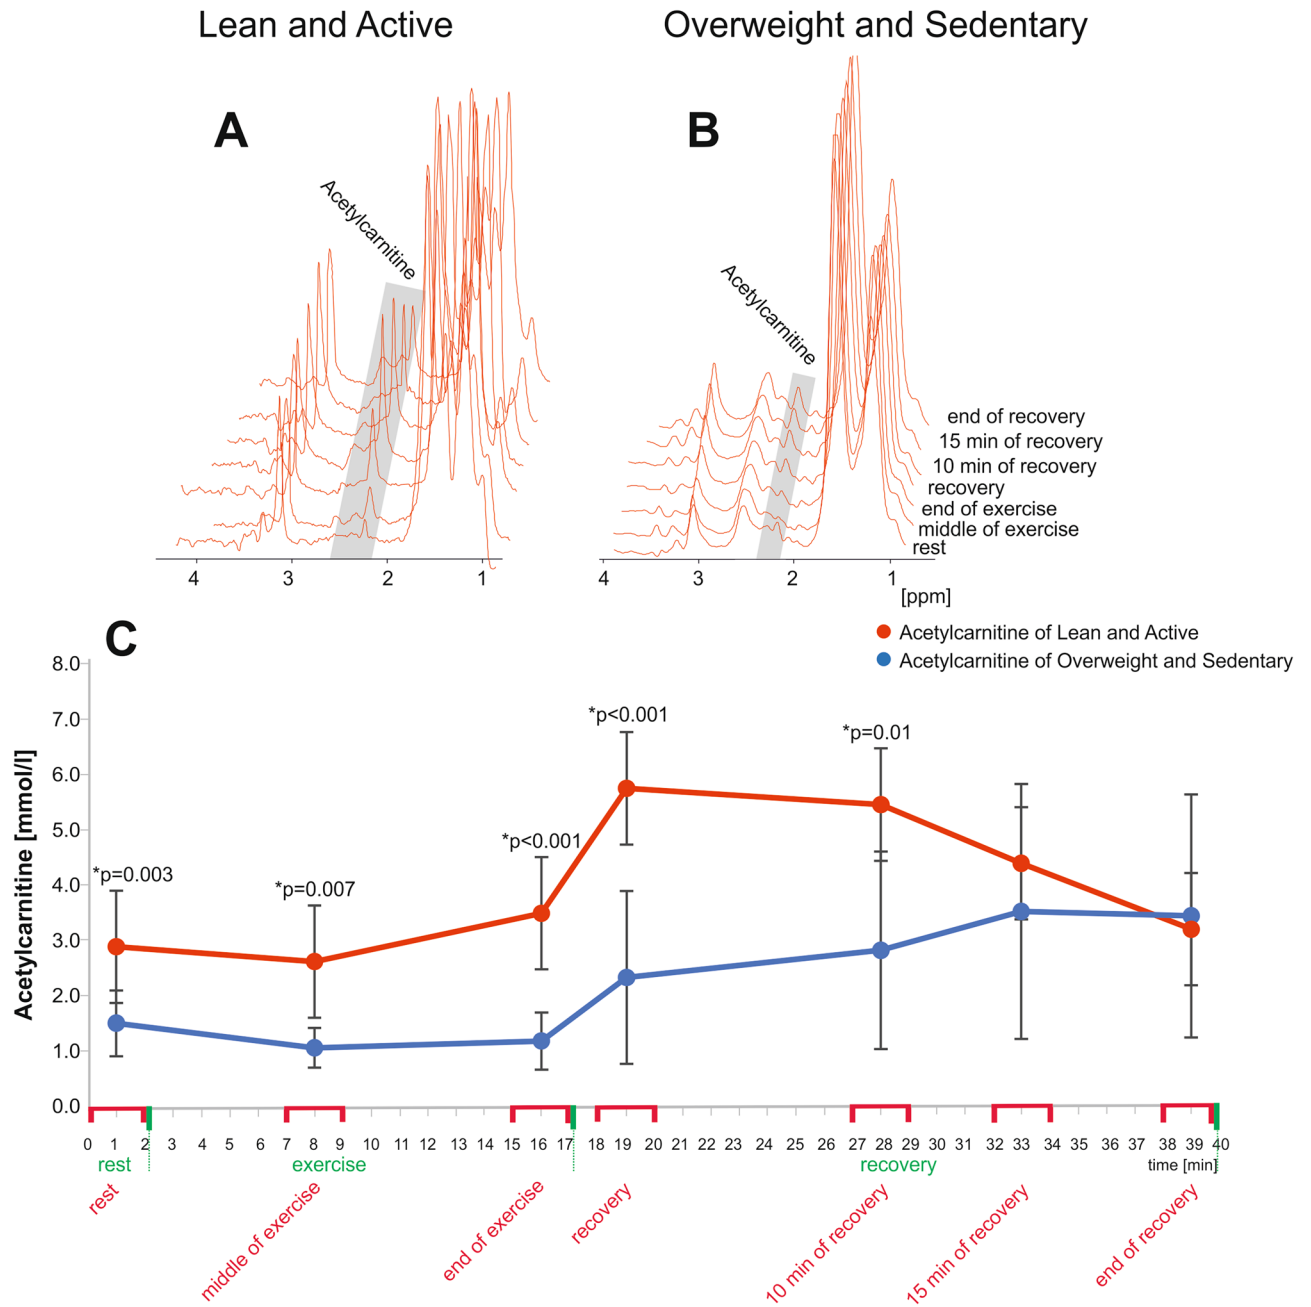 Lean and Active
Overweight and Sedentary
A
B
Acetylcarnitine
Acetylcarnitine
end of recovery
15 min of recovery
10 min of recovery
recovery
end of exercise
middle of exercise
rest
4 3 2 1
4 3 2 1
[ppm]
C
Acetylcarnitine of Lean and Active
Acetylcarnitine of Overweight and Sedentary
Acetylcarnitine [mmol/l]
8.0
7.0
6.0
5.0
4.0
3.0
2.0
1.0
0.0
*p=0.003
*p=0.007
*p<0.001
*p<0.001
*p=0.01
0 1 2 3 4 5 6 7 8 9 10 11 12 13 14 15 16 17 18 19 20 21 22 23 24 25 26 27 28 29 30 31 32 33 34 35 36 37 38 39 40
rest
exercise
recovery
time [min]
rest
middle of exercise
end of exercise
recovery
10 min of recovery
15 min of recovery
end of recovery